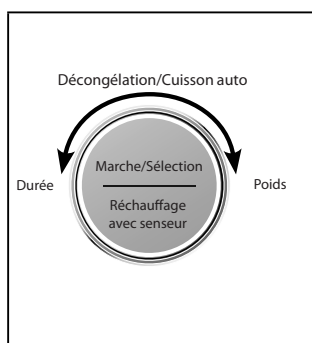 Décongélation/Cuisson auto
Marche/Sélection
Durée
Poids
Réchauffage
avec senseur